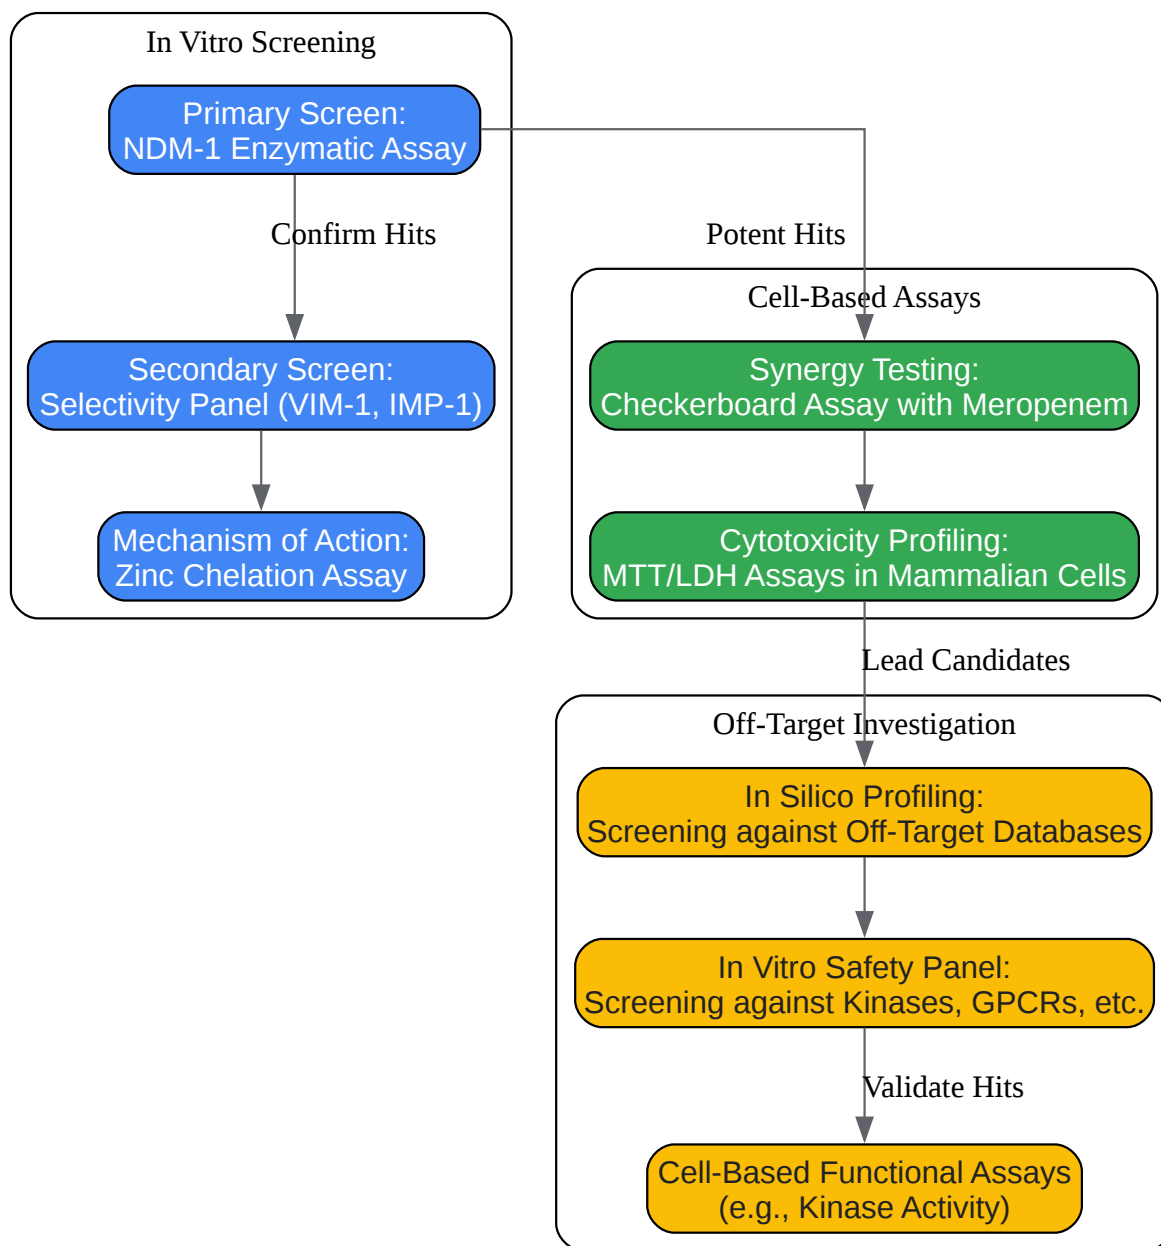 In Vitro Screening
Primary Screen:
NDM-1 Enzymatic Assay
Confirm Hits
Potent Hits
Secondary Screen:
Selectivity Panel (VIM-1, IMP-1)
Mechanism of Action:
Zinc Chelation Assay
Cell-Based Assays
Synergy Testing:
Checkerboard Assay with Meropenem
Cytotoxicity Profiling:
MTT/LDH Assays in Mammalian Cells
Lead Candidates
Off-Target Investigation
In Silico Profiling:
Screening against Off-Target Databases
In Vitro Safety Panel:
Screening against Kinases, GPCRs, etc.
Validate Hits
Cell-Based Functional Assays
(e.g., Kinase Activity)